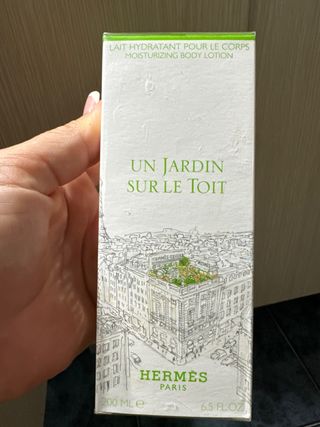 LAIT HYDRATANT POUR LE CORPS
MOISTURIZING BODY LOTION
UN JARDIN
SUR LE TOIT
HERMÈS
PARIS
200 ML e 6.5 FL.OZ